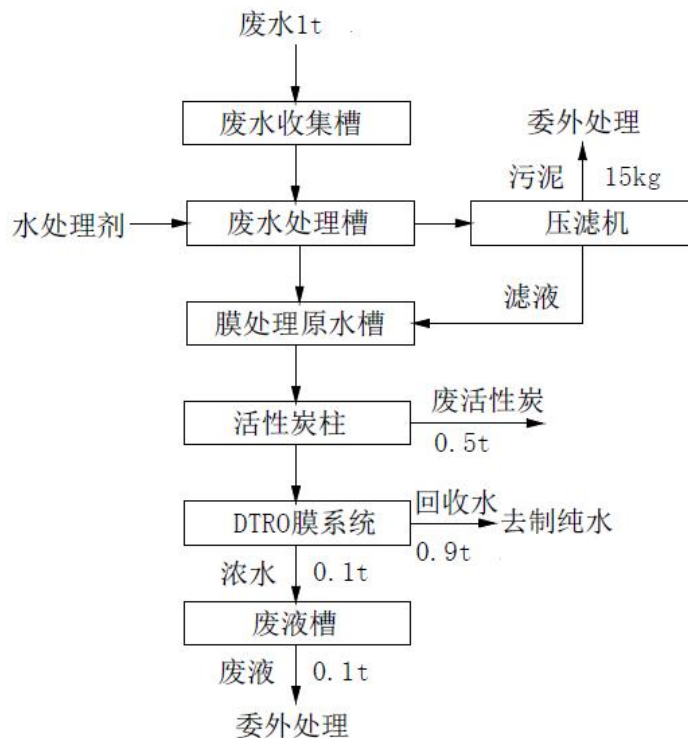 废水1t
废水收集槽
委外处理
污泥 15kg
水处理剂
废水处理槽
压滤机
滤液
膜处理原水槽
废活性炭
活性炭柱
0.5t
回收水
DTRO膜系统
去制纯水
0.9t
浓水 0.1t
废液槽
废液 0.1t
委外处理